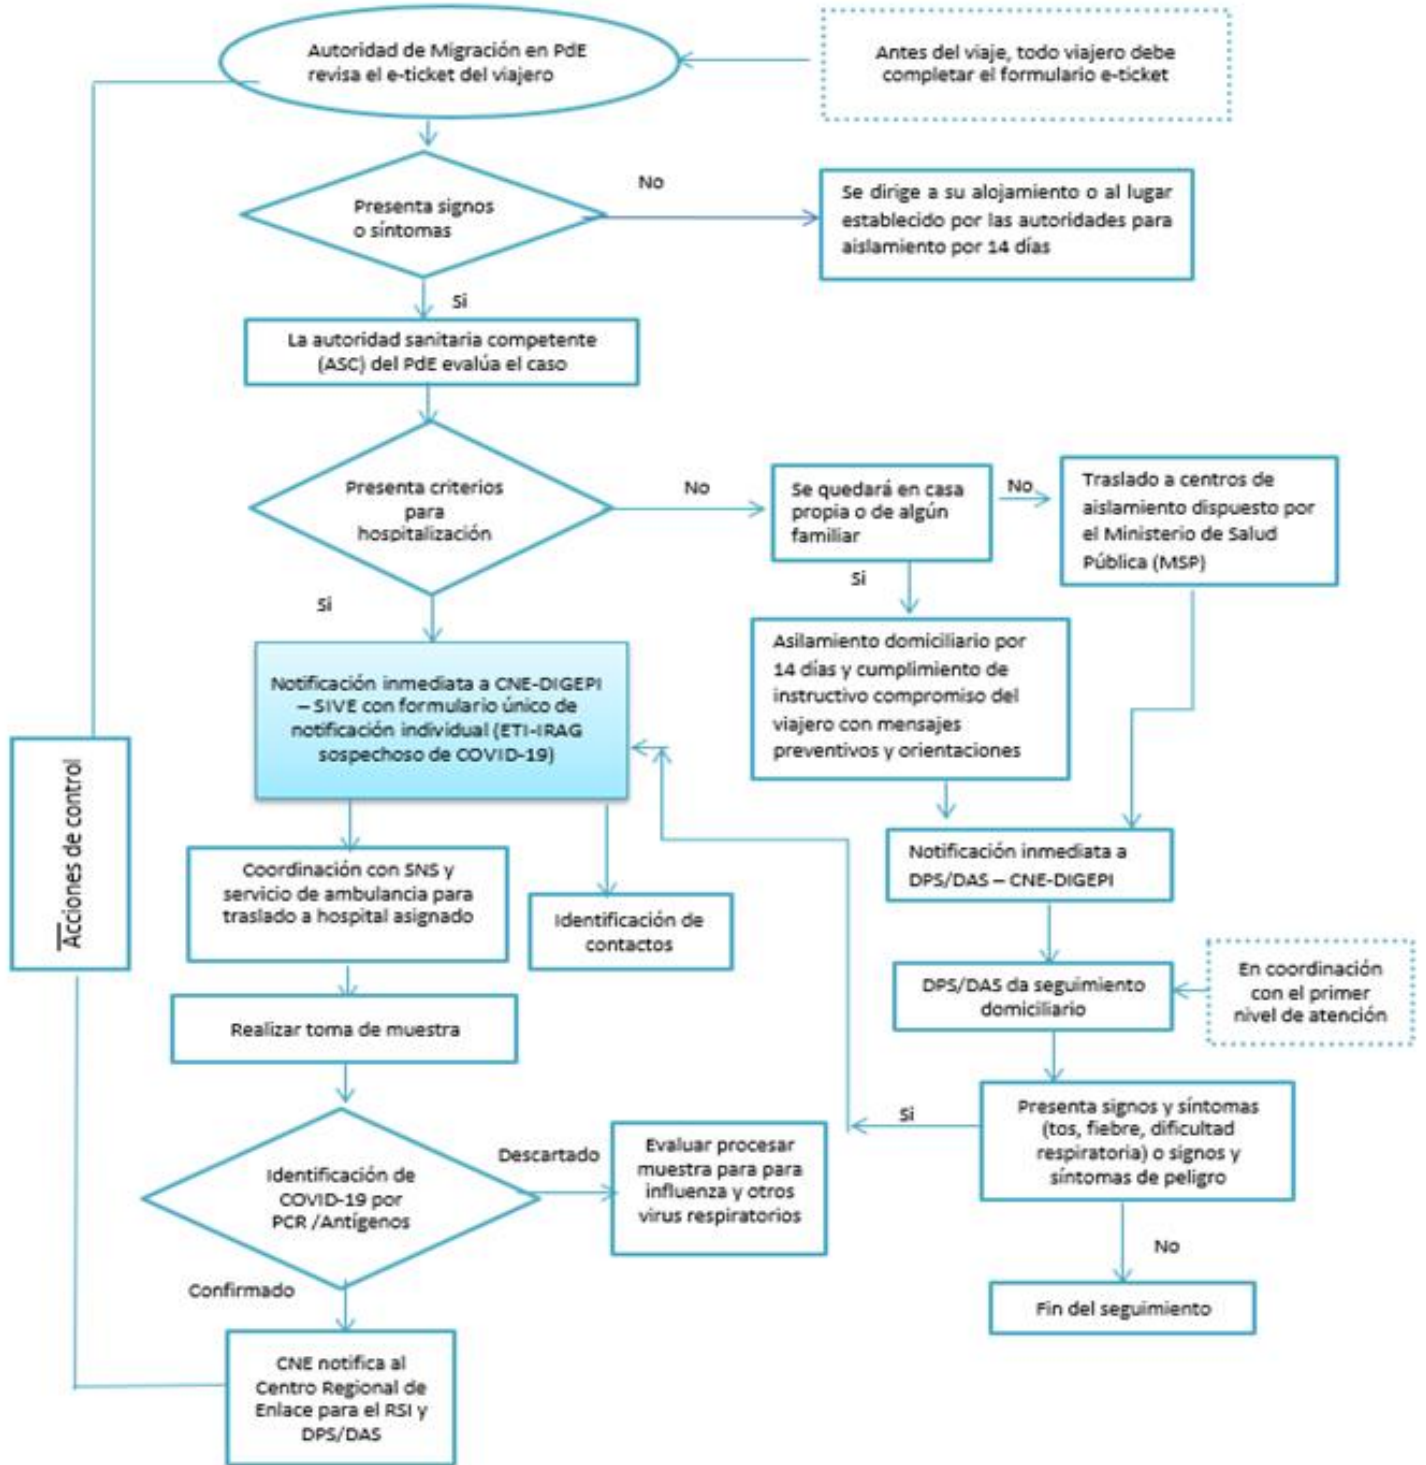 Autoridad de Migración en PdE
revisa el e-ticket del viajero
Antes del viaje, todo viajero debe
completar el formulario e-ticket
Presenta signos
o síntomas
No
Se dirige a su alojamiento o al lugar
establecido por las autoridades para
aislamiento por 14 días
Si
La autoridad sanitaria competente
(ASC) del PdE evalúa el caso
Presenta criterios
para
hospitalización
No
Se quedará en casa
propia o de algún
familiar
No
Traslado a centros de
aislamiento dispuesto por
el Ministerio de Salud
Pública (MSP)
Si
Si
Asilamiento domiciliario por
14 días y cumplimiento de
instructivo compromiso del
viajero con mensajes
preventivos y orientaciones
Notificación inmediata a CNE-DIGEPI
– SIVE con formulario único de
notificación individual (ETI-IRAG
sospechoso de COVID-19)
Acciones de control
Coordinación con SNS y
servicio de ambulancia para
traslado a hospital asignado
Identificación de
contactos
Notificación inmediata a
DPS/DAS – CNE-DIGEPI
DPS/DAS da seguimiento
domiciliario
En coordinación
con el primer
nivel de atención
Realizar toma de muestra
Presenta signos y síntomas
(tos, fiebre, dificultad
respiratoria) o signos y
síntomas de peligro
Si
Identificación de
COVID-19 por
PCR /Antígenos
Descartado
Evaluar procesar
muestra para para
influenza y otros
virus respiratorios
No
Fin del seguimiento
Confirmado
CNE notifica al
Centro Regional de
Enlace para el RSI y
DPS/DAS